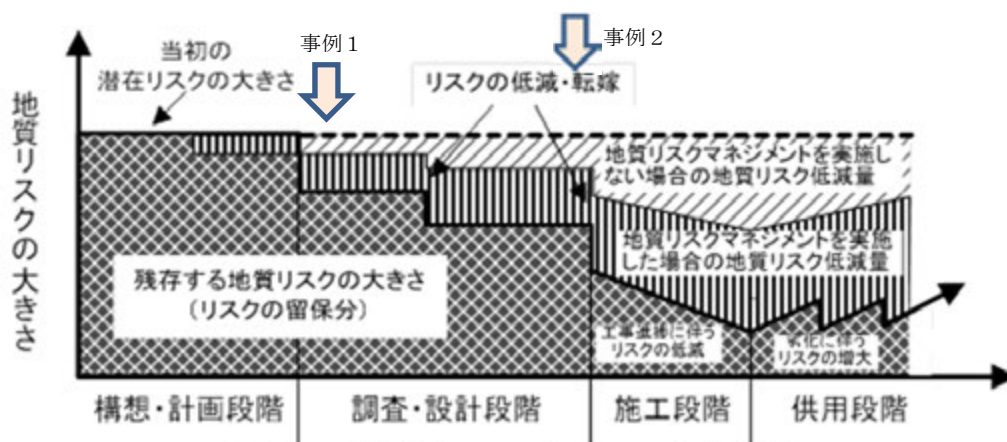 事例1
事例2
当初の
潜在リスクの大きさ
リスクの低減・転嫁
地質リスクの大きさ
地質リスクマネジメントを実施し
ない場合の地質リスク低減量
地質リスクマネジメントを実施
した場合の地質リスク低減量
残存する地質リスクの大きさ
(リスクの留保分)
工事進捗に伴う
リスクの低減
劣化に伴う
リスクの増大
構想・計画段階
調査・設計段階
施工段階
供用段階